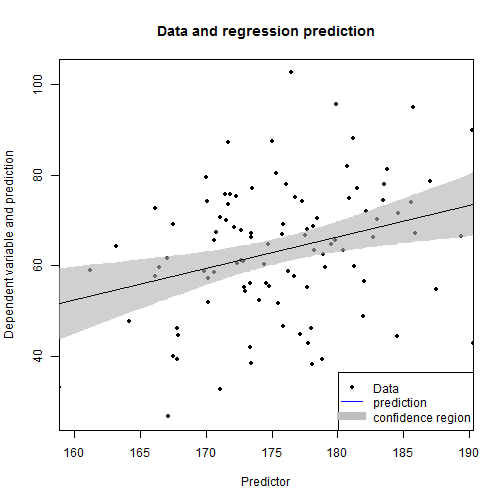 Data and regression prediction
Dependent variable and prediction
100
80
60
40
160 165 170 175 180 185 190
Predictor
Data
prediction
confidence region